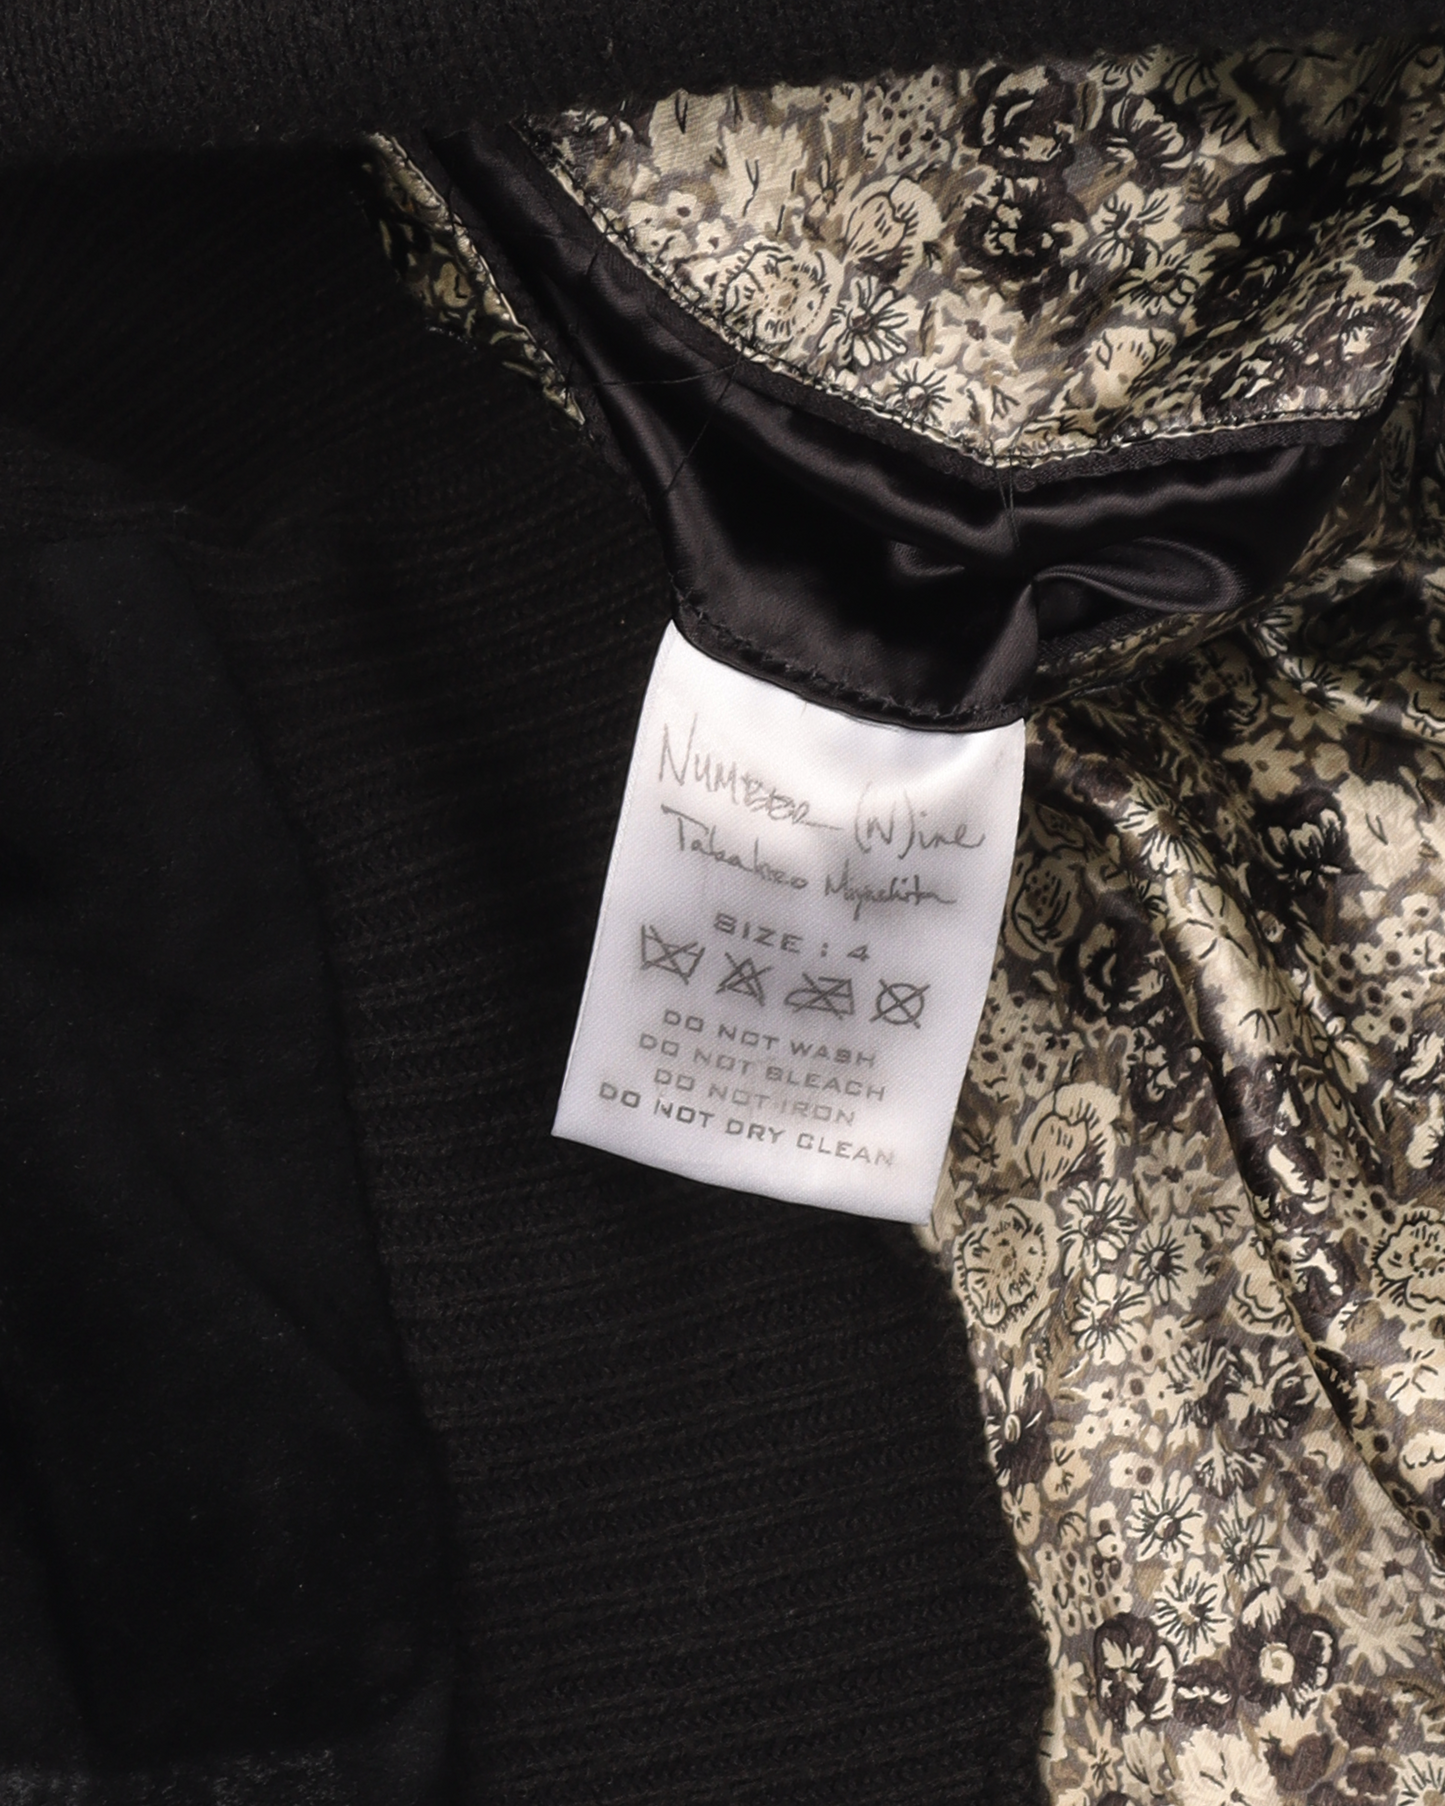 NUMBER (N)ine
Takahiro Miyashita
SIZE : 4
DO NOT WASH
DO NOT BLEACH
DO NOT IRON
DO NOT DRY CLEAN